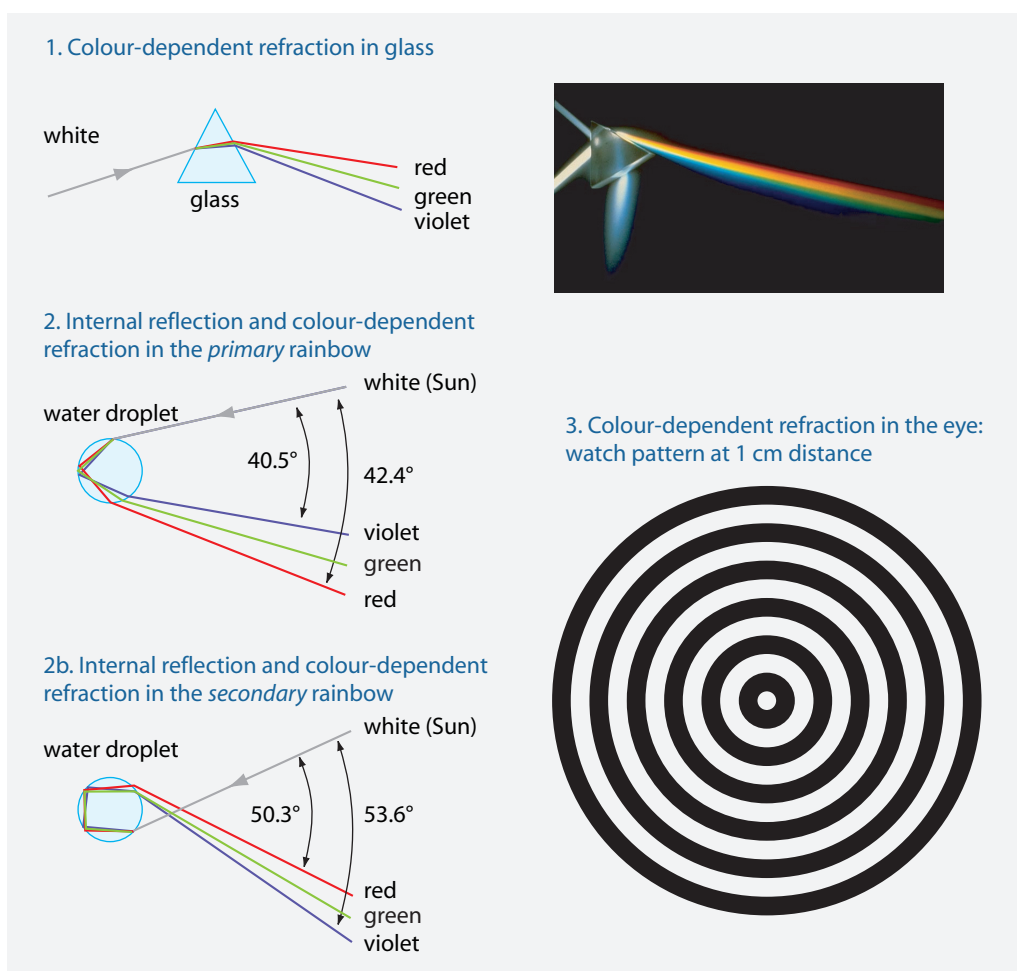 1. Colour-dependent refraction in glass
white
red
green
violet
glass
2. Internal reflection and colour-dependent
refraction in the primary rainbow
white (Sun)
water droplet
40.5°
42.4°
violet
green
red
3. Colour-dependent refraction in the eye:
watch pattern at 1 cm distance
2b. Internal reflection and colour-dependent
refraction in the secondary rainbow
white (Sun)
water droplet
50.3°
53.6°
red
green
violet